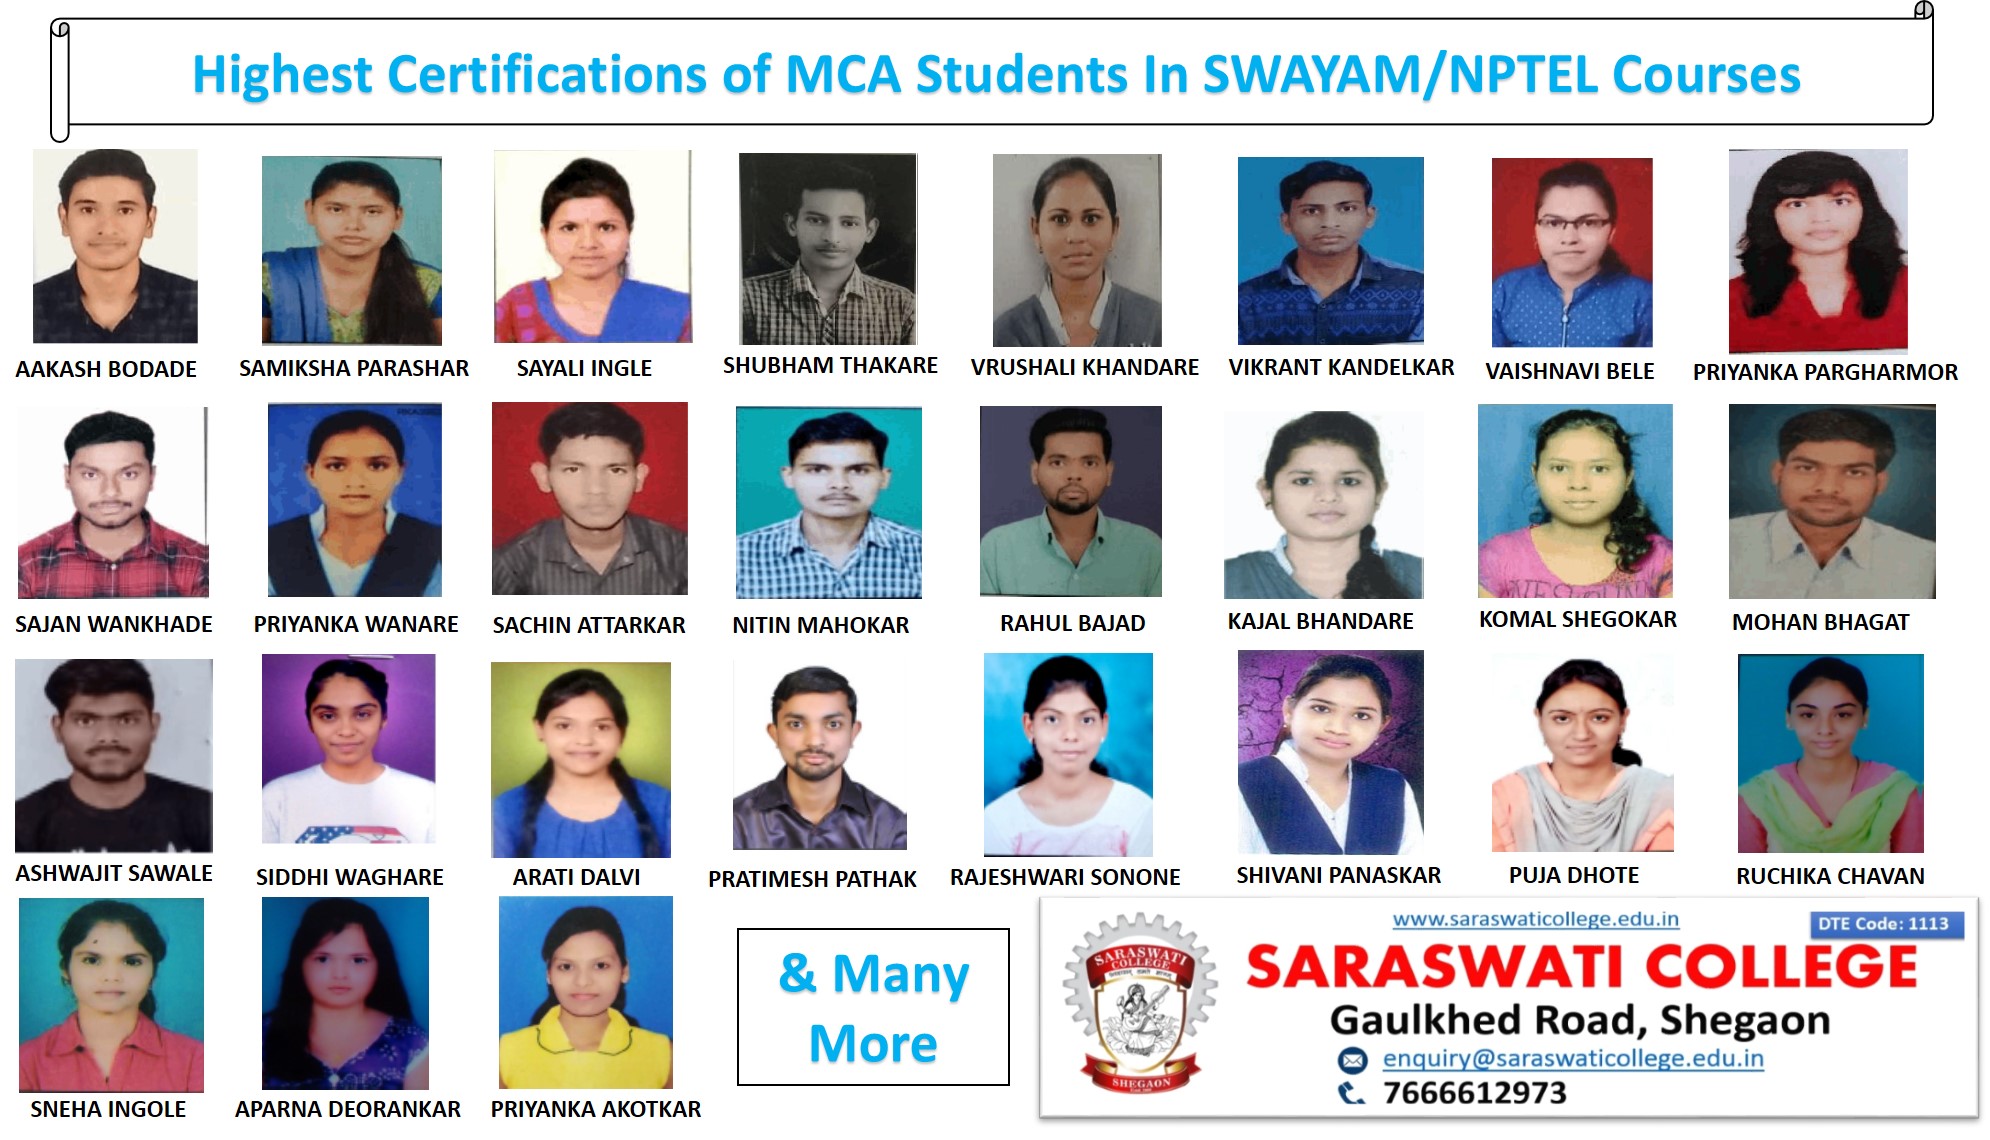 Highest Certifications of MCA Students In SWAYAM/NPTEL Courses
AAKASH BODADE
SAMIKSHA PARASHAR
SAYALI INGLE
SHUBHAM THAKARE
VRUSHALI KHANDARE
VIKRANT KANDELKAR
VAISHNAVI BELE
PRIYANKA PARGHARMOR
SAJAN WANKHADE
PRIYANKA WANARE
SACHIN ATTARKAR
NITIN MAHOKAR
RAHUL BAJAD
KAJAL BHANDARE
KOMAL SHEGOKAR
MOHAN BHAGAT
ASHWAJIT SAWALE
SIDDHI WAGHARE
ARATI DALVI
PRATIMESH PATHAK
RAJESHWARI SONONE
SHIVANI PANASKAR
PUJA DHOTE
RUCHIKA CHAVAN
SNEHA INGOLE
APARNA DEORANKAR
PRIYANKA AKOTKAR
& Many
More
SARASWATI
COLLEGE
SHEGAON
www.saraswaticollege.edu.in
DTE Code: 1113
SARASWATI COLLEGE
Gaulkhed Road, Shegaon
enquiry@saraswaticollege.edu.in
7666612973